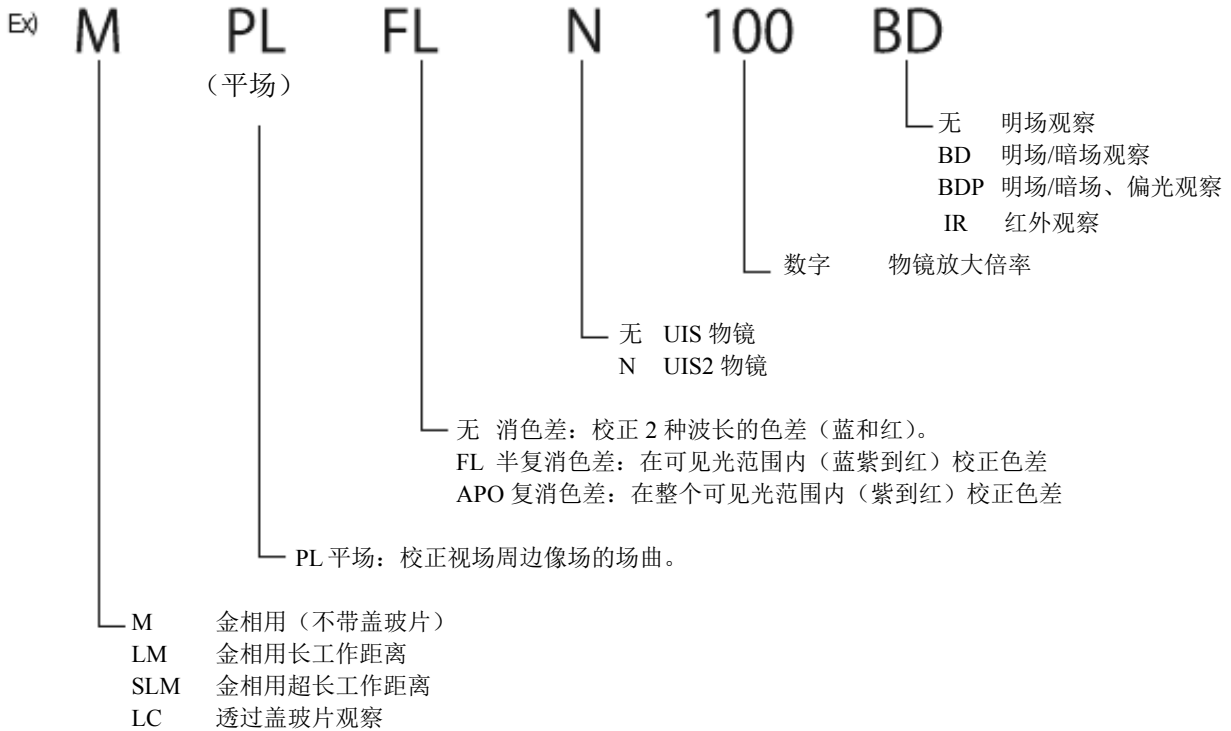 Ex) M PL FL N 100 BD
（平场）
无 明场观察
BD 明场/暗场观察
BDP 明场/暗场、偏光观察
IR 红外观察
数字 物镜放大倍率
无 UIS 物镜
N UIS2 物镜
无 消色差：校正 2 种波长的色差（蓝和红）。
FL 半复消色差：在可见光范围内（蓝紫到红）校正色差
APO 复消色差：在整个可见光范围内（紫到红）校正色差
PL 平场：校正视场周边像场的场曲。
M 金相用（不带盖玻片）
LM 金相用长工作距离
SLM 金相用超长工作距离
LC 透过盖玻片观察